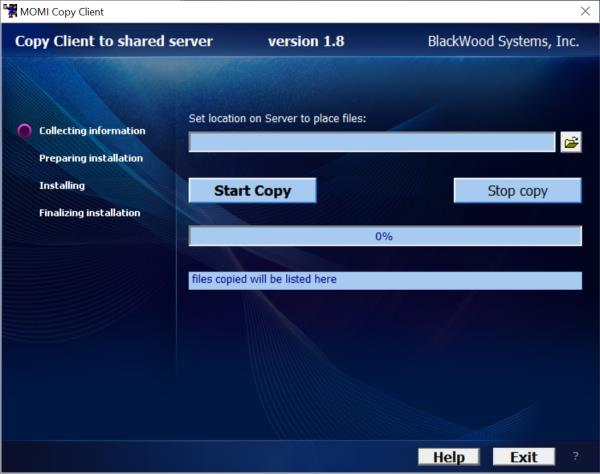 MOMI Copy Client
Copy Client to shared server version 1.8 BlackWood Systems, Inc.
Collecting information
Preparing installation
Installing
Finalizing installation
Set location on Server to place files:
Start Copy Stop copy
0%
files copied will be listed here
Help Exit ?